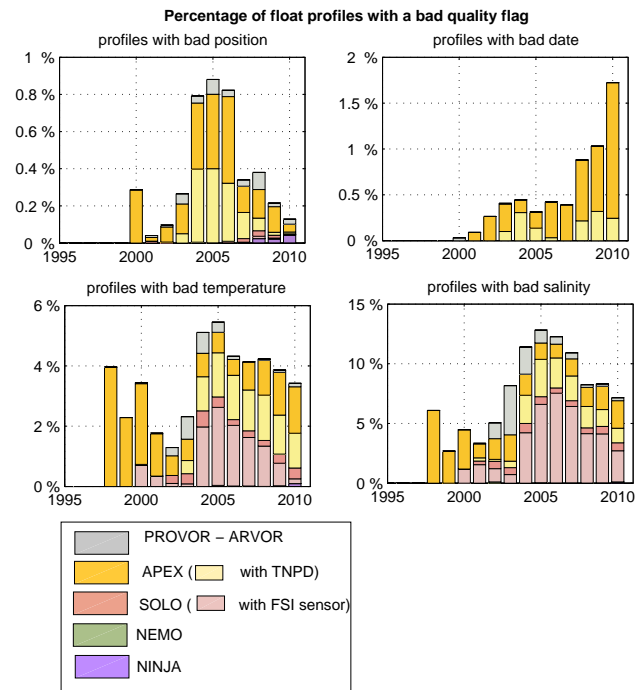 Percentage of float profiles with a bad quality flag
profiles with bad position
1 %
0.8 %
0.6 %
0.4 %
0.2 %
0 %
1995 2000 2005 2010
profiles with bad date
2 %
1.5 %
1 %
0.5 %
0 %
1995 2000 2005 2010
profiles with bad temperature
6 %
4 %
2 %
0 %
1995 2000 2005 2010
profiles with bad salinity
15 %
10 %
5 %
0 %
1995 2000 2005 2010
PROVOR − ARVOR
APEX ( with TNPD)
SOLO ( with FSI sensor)
NEMO
NINJA